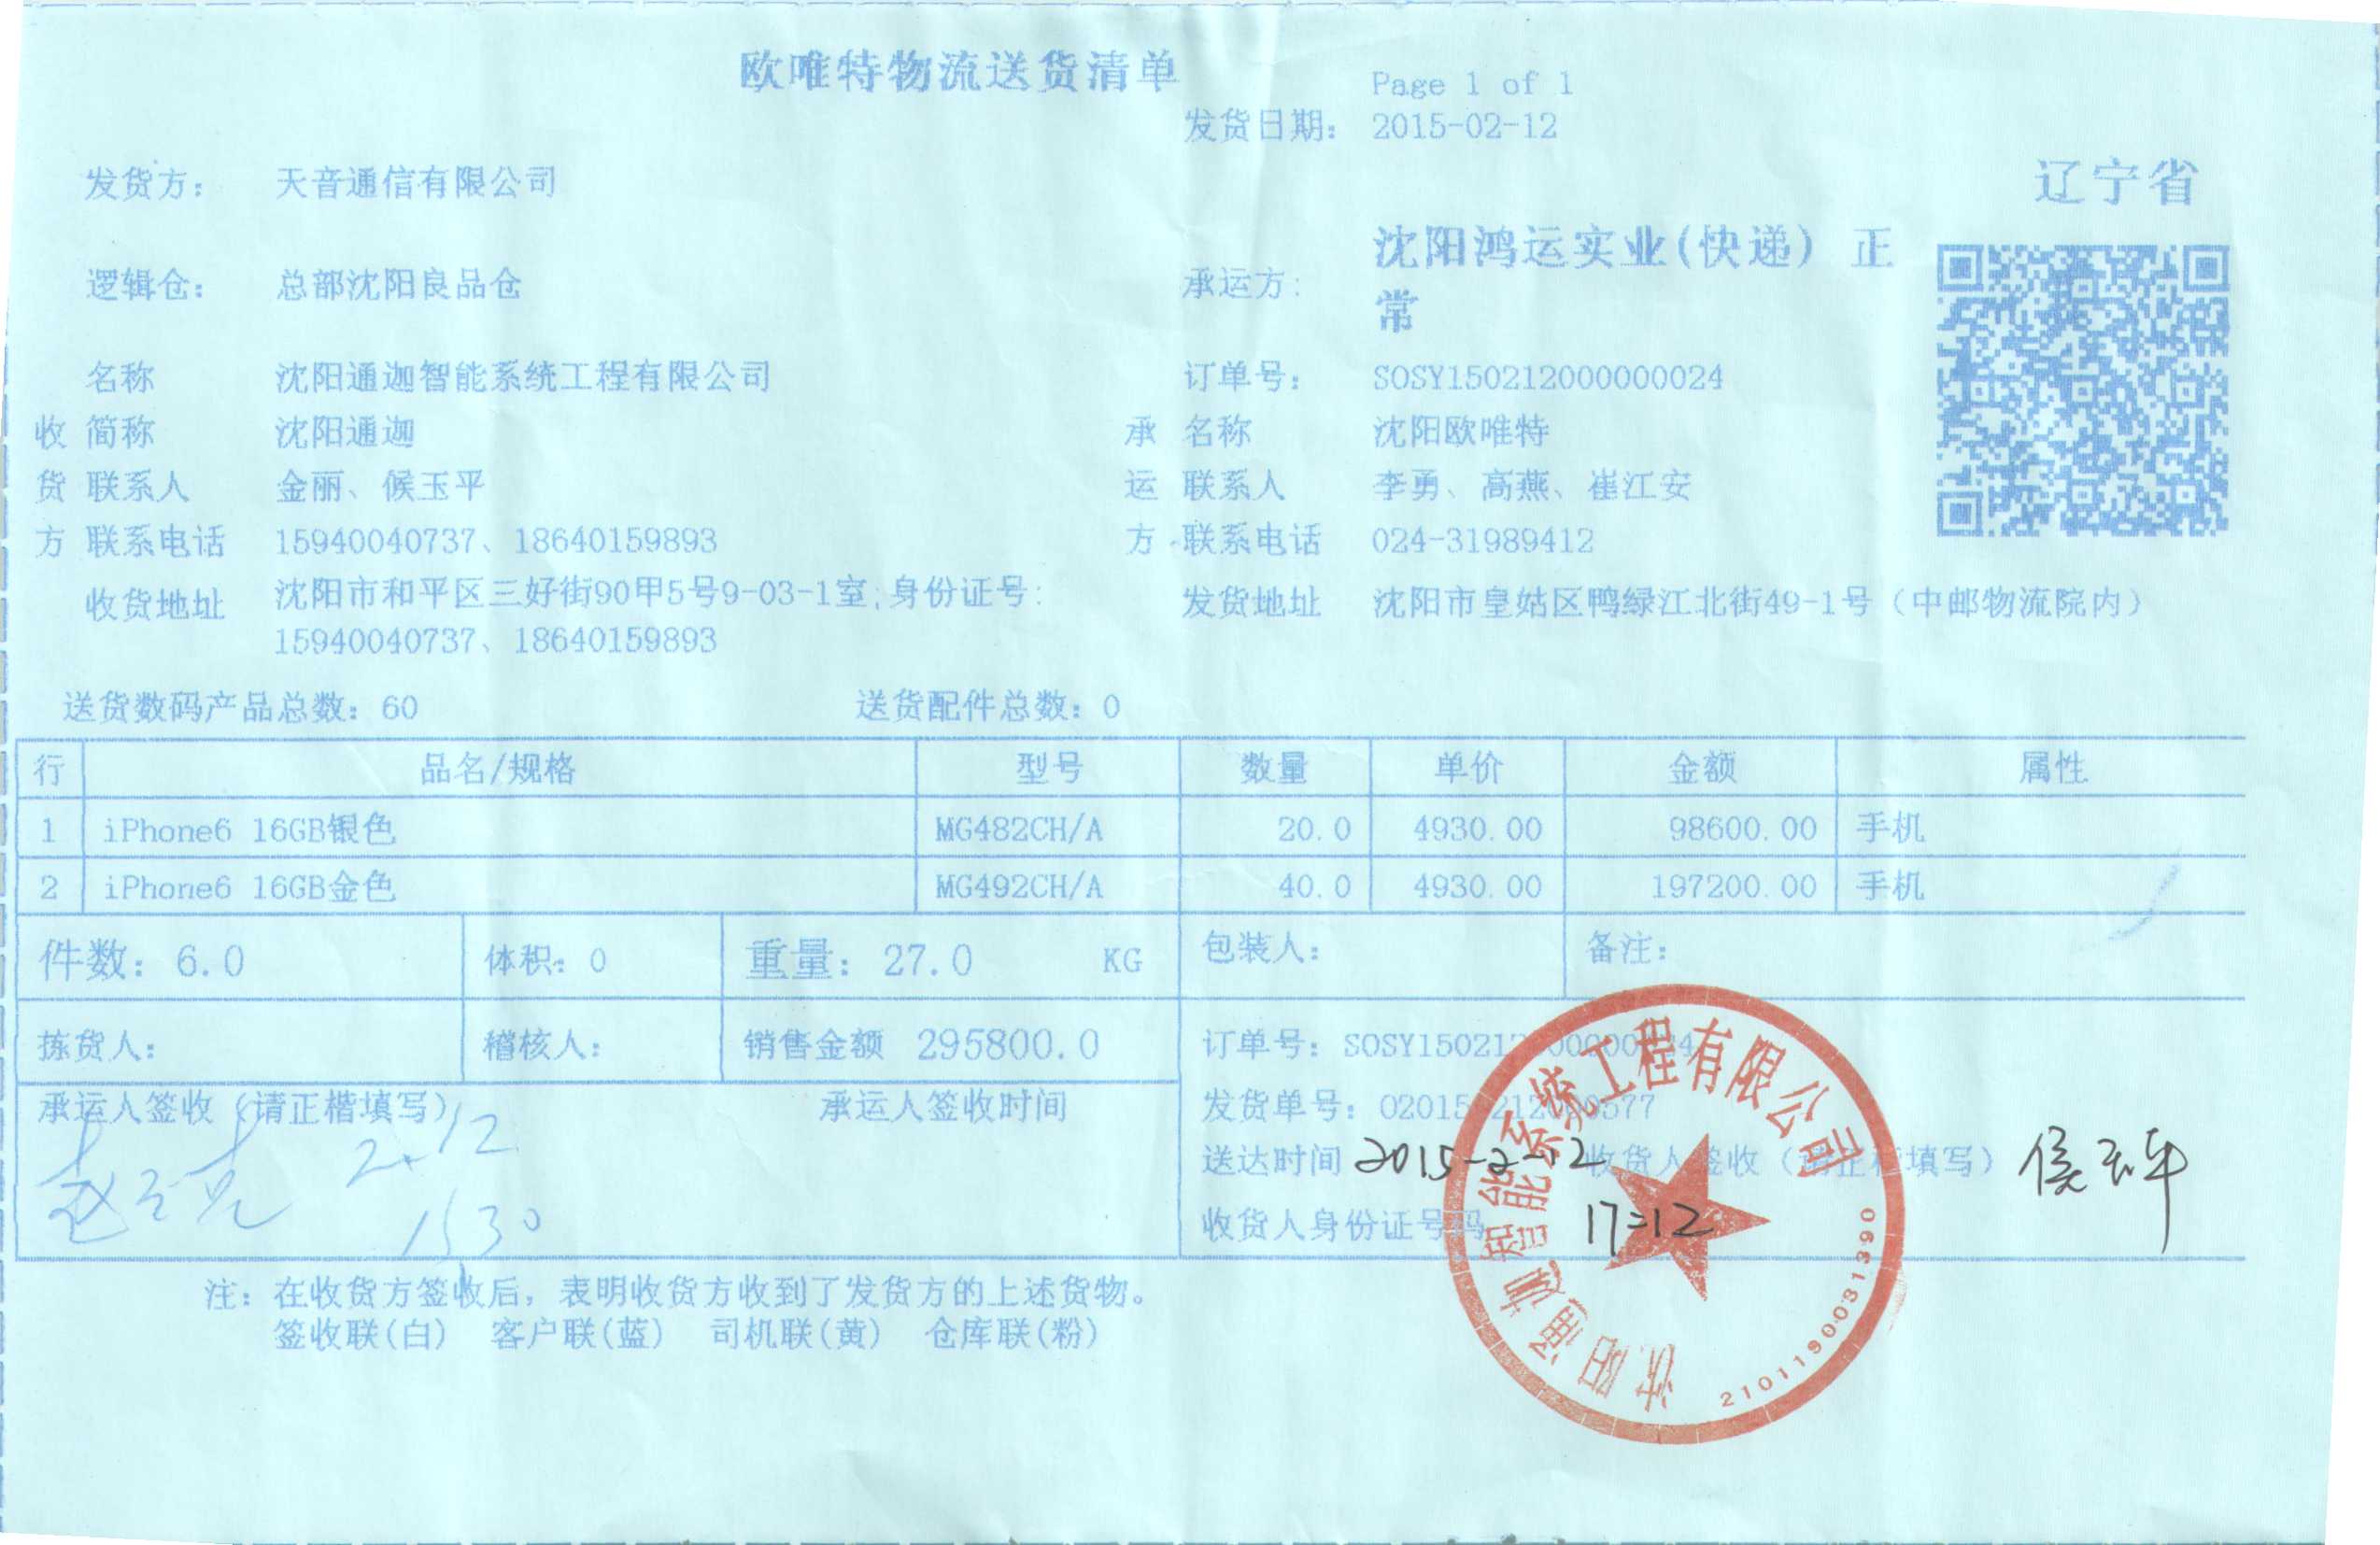 欧唯特物流送货清单
Page 1 of 1
发货日期： 2015-02-12
发货方： 天音通信有限公司
辽宁省
逻辑仓： 总部沈阳良品仓
承运方： 沈阳鸿运实业(快递) 正
常
名称 沈阳通迦智能系统工程有限公司 订单号： SOSY150212000000024
收 简称 沈阳通迦 承 名称 沈阳欧唯特
货 联系人 金丽、候玉平 运 联系人 李勇、高燕、崔江安
方 联系电话 15940040737、18640159893 方 联系电话 024-31989412
收货地址 沈阳市和平区三好街90甲5号9-03-1室;身份证号:
15940040737、18640159893
发货地址 沈阳市皇姑区鸭绿江北街49-1号（中邮物流院内）
送货数码产品总数：60 送货配件总数：0
行 品名/规格 型号 数量 单价 金额 属性
1 iPhone6 16GB银色 MG482CH/A 20.0 4930.00 98600.00 手机
2 iPhone6 16GB金色 MG492CH/A 40.0 4930.00 197200.00 手机
件数：6.0 体积：0 重量：27.0 KG 包装人： 备注：
拣货人： 稽核人： 销售金额 295800.0 订单号：SOSY150212000000024
承运人签收（请正楷填写） 承运人签收时间
2.12
1530
发货单号：
送达时间 2015-2-12 收货人签收（请正楷填写） 侯玉平
收货人身份证号码 17:12
沈阳通迦智能系统工程有限公司
2101190031390
注：在收货方签收后，表明收货方收到了发货方的上述货物。
签收联(白) 客户联(蓝) 司机联(黄) 仓库联(粉)